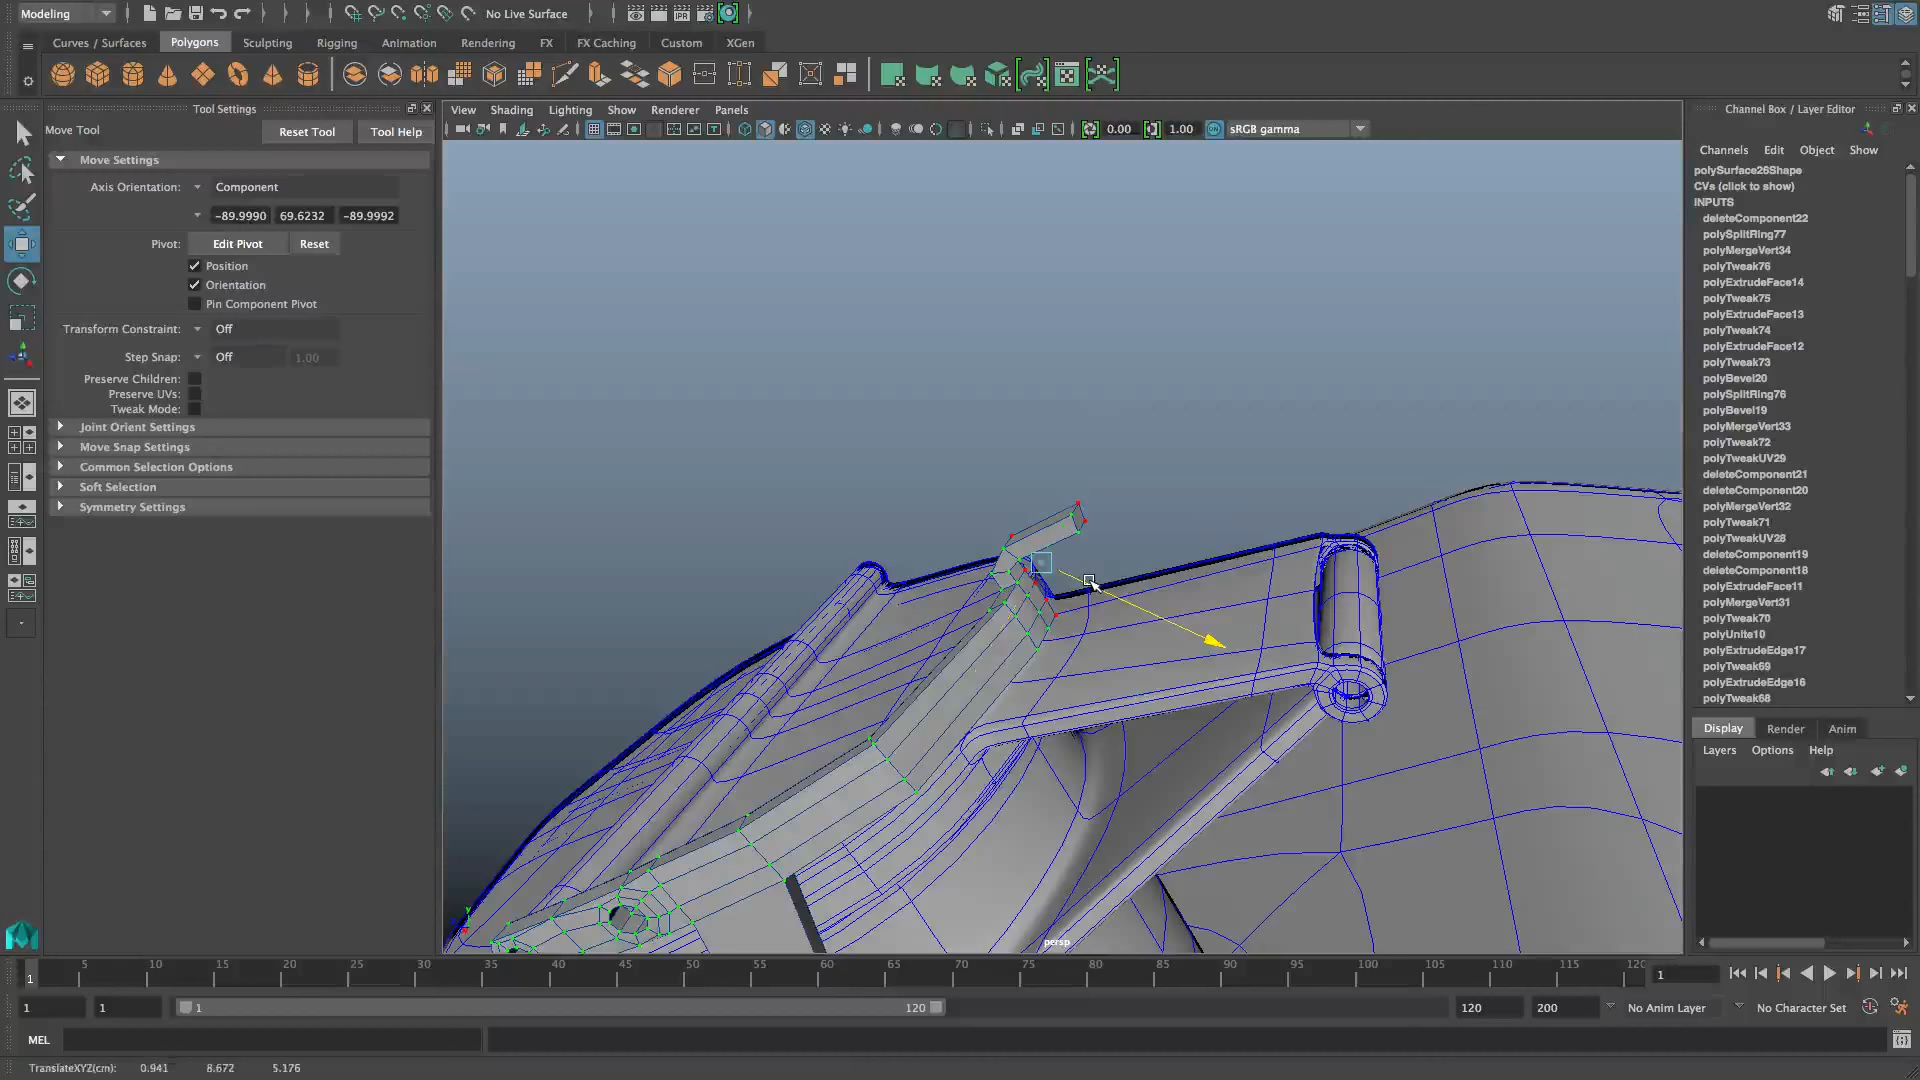 Modeling
No Live Surface
IPR
Curves / Surfaces Polygons Sculpting Rigging Animation Rendering FX FX Caching Custom XGen
Tool Settings
Move Tool Reset Tool Tool Help
Move Settings
Axis Orientation: Component
-89.9990 69.6232 -89.9992
Pivot: Edit Pivot Reset
Position
Orientation
Pin Component Pivot
Transform Constraint: Off
Step Snap: Off 1.00
Preserve Children:
Preserve UVs:
Tweak Mode:
Joint Orient Settings
Move Snap Settings
Common Selection Options
Soft Selection
Symmetry Settings
View Shading Lighting Show Renderer Panels
0.00 1.00 sRGB gamma
persp
Channel Box / Layer Editor
Channels Edit Object Show
polySurface26Shape
CVs (click to show)
INPUTS
deleteComponent22
polySplitRing77
polyMergeVert34
polyTweak76
polyExtrudeFace14
polyTweak75
polyExtrudeFace13
polyTweak74
polyExtrudeFace12
polyTweak73
polyBevel20
polySplitRing76
polyBevel19
polyMergeVert33
polyTweak72
polyTweakUV29
deleteComponent21
deleteComponent20
polyMergeVert32
polyTweak71
polyTweakUV28
deleteComponent19
deleteComponent18
polyExtrudeFace11
polyMergeVert31
polyTweak70
polyUnite10
polyExtrudeEdge17
polyTweak69
polyExtrudeEdge16
polyTweak68
Display Render Anim
Layers Options Help
1 5 10 15 20 25 30 35 40 45 50 55 60 65 70 75 80 85 90 95 100 105 110 115 120 1
1 1 1 120 120 200 No Anim Layer No Character Set
MEL
TranslateXYZ(cm): 0.941 8.672 5.176